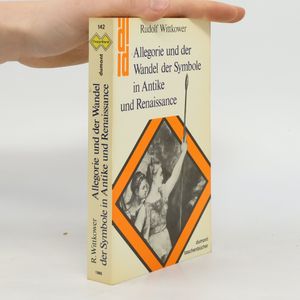 Rudolf Wittkower
Allegorie und der
Wandel der Symbole
in Antike
und Renaissance
dumont
taschenbücher
142
dumont
R. Wittkower Allegorie und der Wandel
der Symbole in Antike und Renaissance